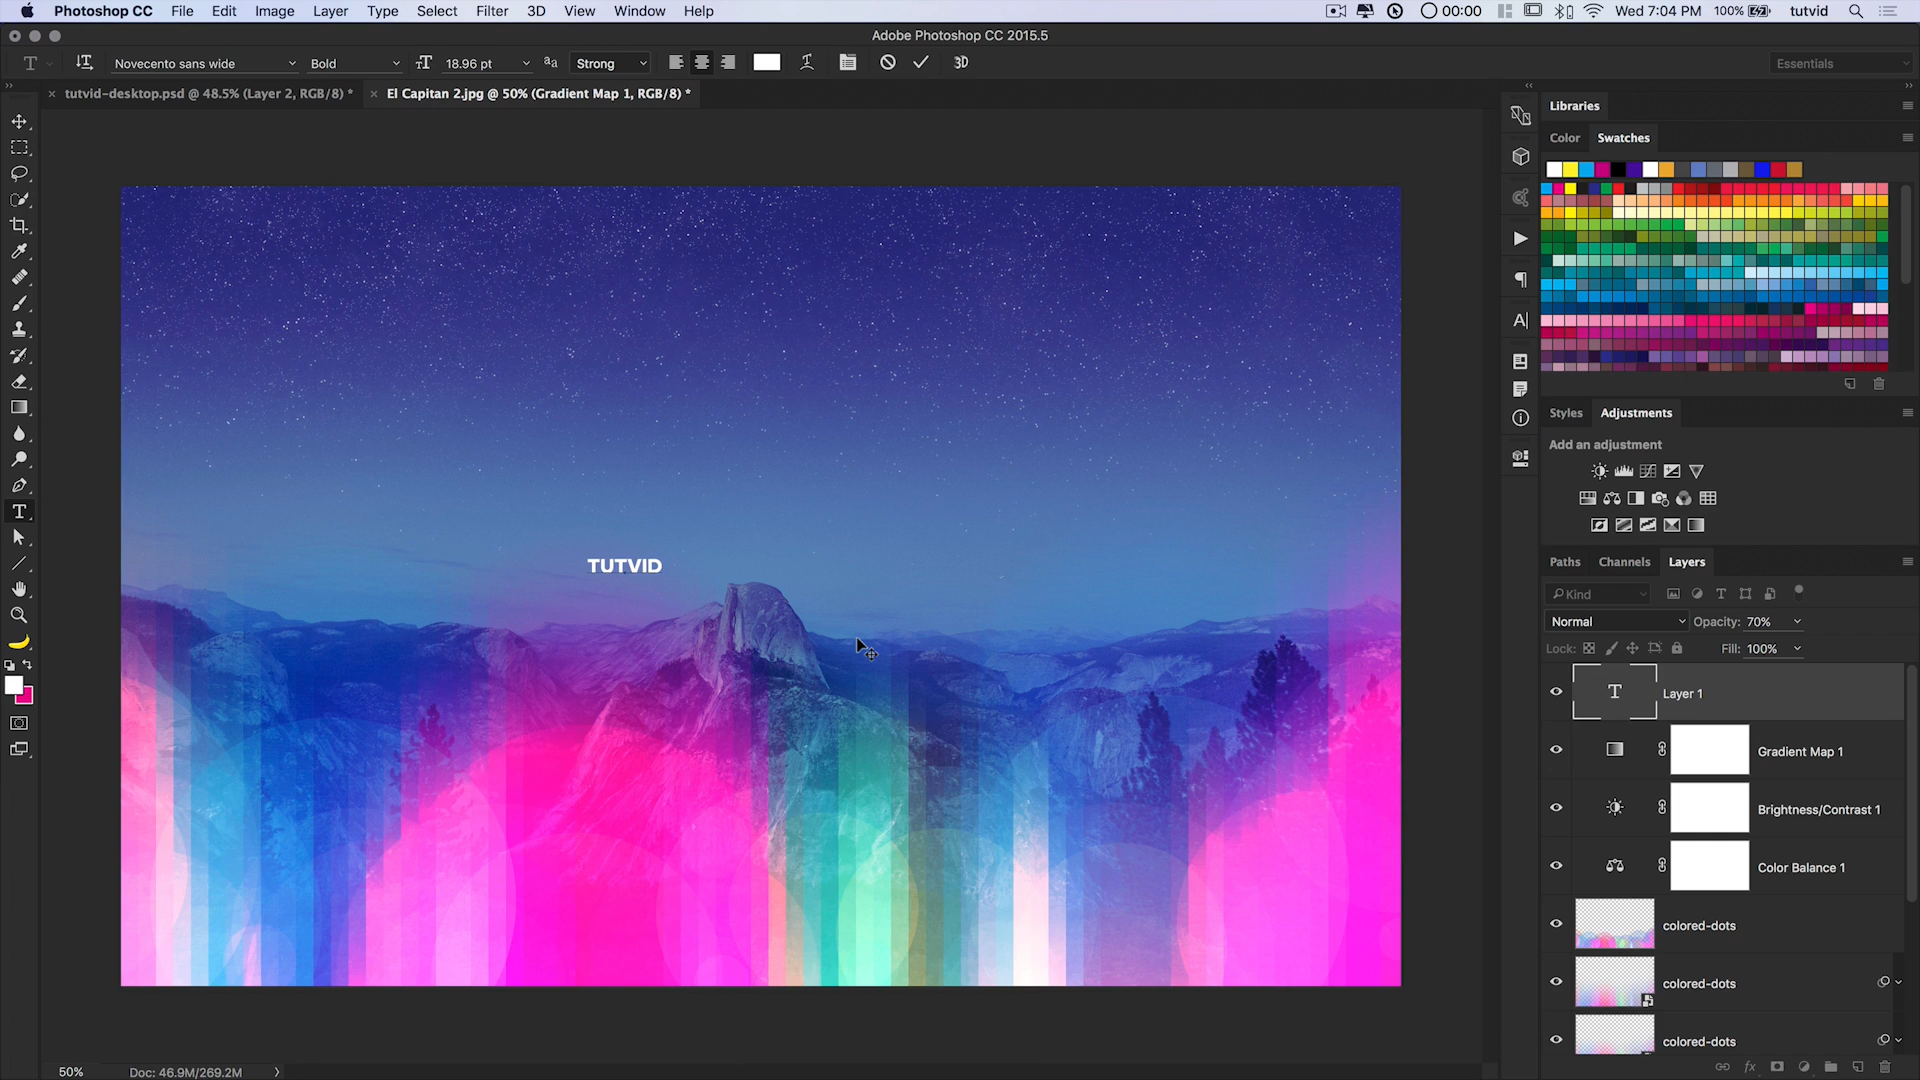 Photoshop CC File Edit Image Layer Type Select Filter 3D View Window Help 00:00 Wed 7:04 PM 100% tutvid
Adobe Photoshop CC 2015.5
T Novecento sans wide Bold 18.96 pt aa Strong 3D Essentials
tutvid-desktop.psd @ 48.5% (Layer 2, RGB/8) * El Capitan 2.jpg @ 50% (Gradient Map 1, RGB/8) *
Libraries
Color Swatches
Styles Adjustments
Add an adjustment
TUTVID
Paths Channels Layers
Kind
Normal Opacity: 70%
Lock: Fill: 100%
T Layer 1
Gradient Map 1
Brightness/Contrast 1
Color Balance 1
colored-dots
colored-dots
colored-dots
50% Doc: 46.9M/269.2M